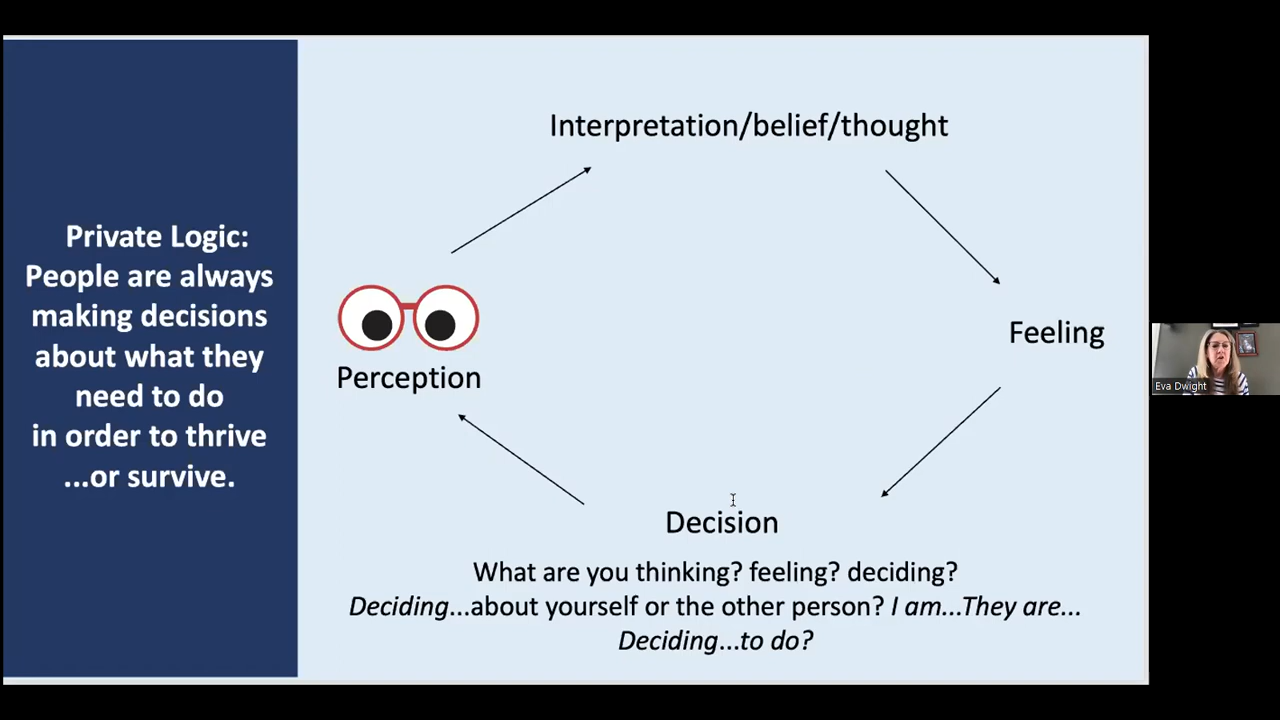 Private Logic:
People are always
making decisions
about what they
need to do
in order to thrive
...or survive.
Interpretation/belief/thought
Feeling
Perception
Decision
What are you thinking? feeling? deciding?
Deciding...about yourself or the other person? I am...They are...
Deciding...to do?
Eva Dwight